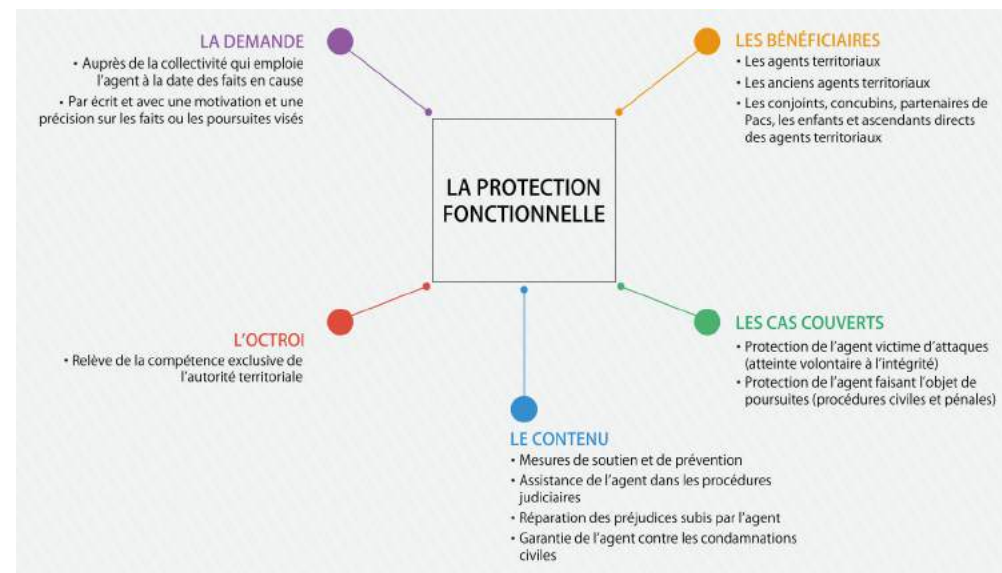 LA DEMANDE
• Auprès de la collectivité qui emploie
l'agent à la date des faits en cause
• Par écrit et avec une motivation et une
précision sur les faits ou les poursuites visés
LES BÉNÉFICIAIRES
• Les agents territoriaux
• Les anciens agents territoriaux
• Les conjoints, concubins, partenaires de
Pacs, les enfants et ascendants directs
des agents territoriaux
LA PROTECTION
FONCTIONNELLE
L'OCTROI
• Relève de la compétence exclusive de
l'autorité territoriale
LES CAS COUVERTS
• Protection de l'agent victime d'attaques
(atteinte volontaire à l'intégrité)
• Protection de l'agent faisant l'objet de
poursuites (procédures civiles et pénales)
LE CONTENU
• Mesures de soutien et de prévention
• Assistance de l'agent dans les procédures
judiciaires
• Réparation des préjudices subis par l'agent
• Garantie de l'agent contre les condamnations
civiles